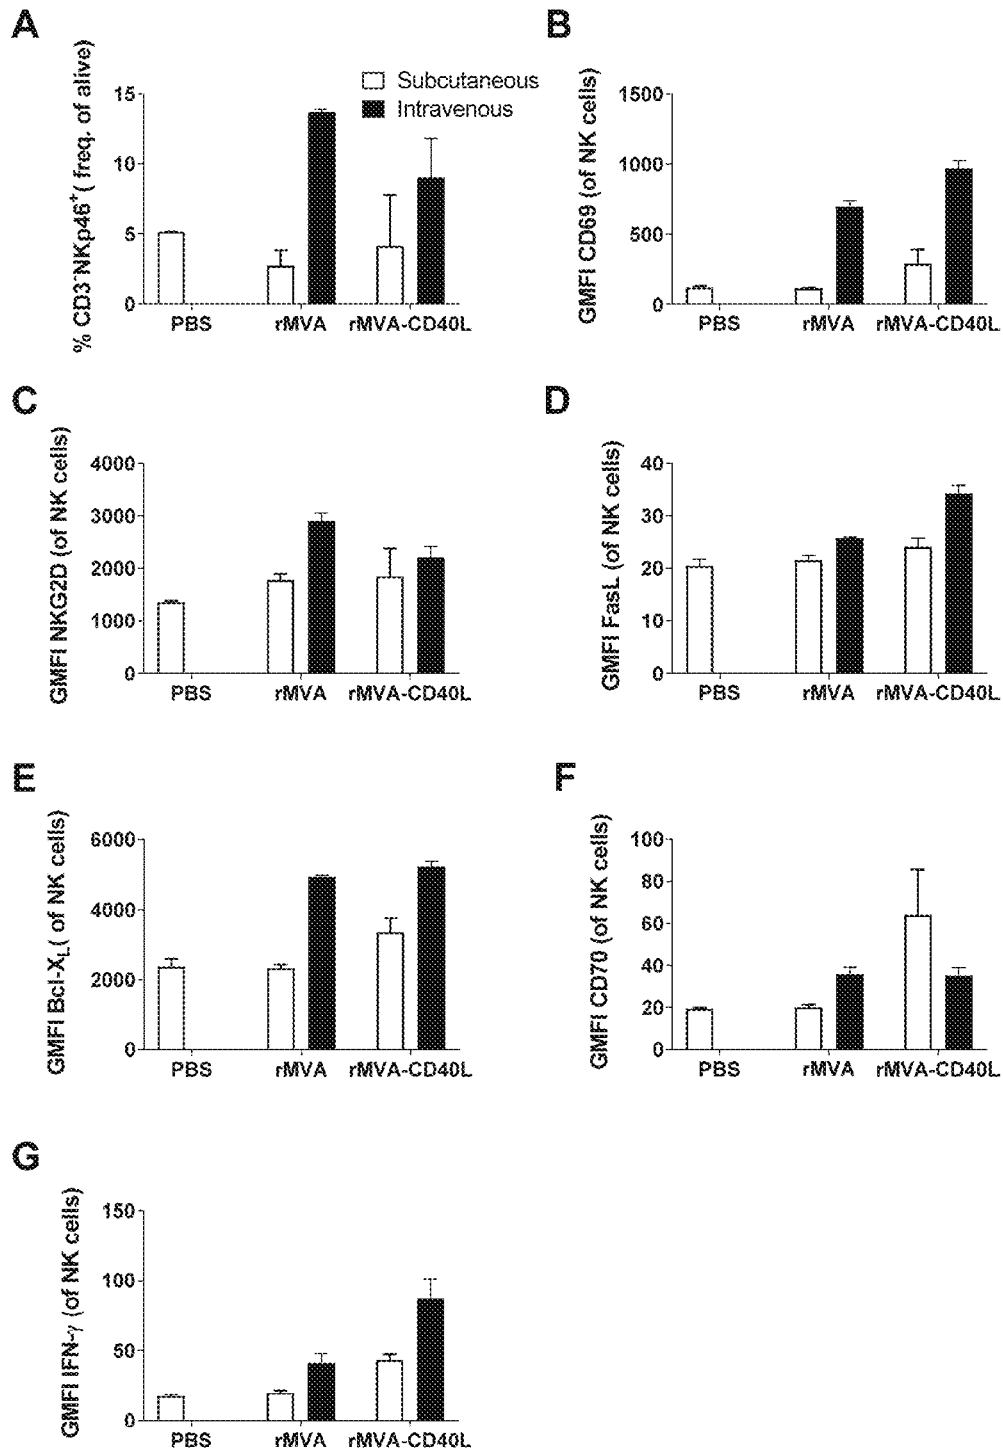 A
% CD3⁻NKp46⁺( freq. of alive)
15
10
5
0
PBS
rMVA
rMVA-CD40L
Subcutaneous
Intravenous
B
GMFI CD69 (of NK cells)
1500
1000
500
0
PBS
rMVA
rMVA-CD40L
C
GMFI NKG2D (of NK cells)
4000
3000
2000
1000
0
PBS
rMVA
rMVA-CD40L
D
GMFI FasL (of NK cells)
40
30
20
10
0
PBS
rMVA
rMVA-CD40L
E
GMFI Bcl-X_L( of NK cells)
6000
4000
2000
0
PBS
rMVA
rMVA-CD40L
F
GMFI CD70 (of NK cells)
100
80
60
40
20
0
PBS
rMVA
rMVA-CD40L
G
GMFI IFN-γ (of NK cells)
150
100
50
0
PBS
rMVA
rMVA-CD40L